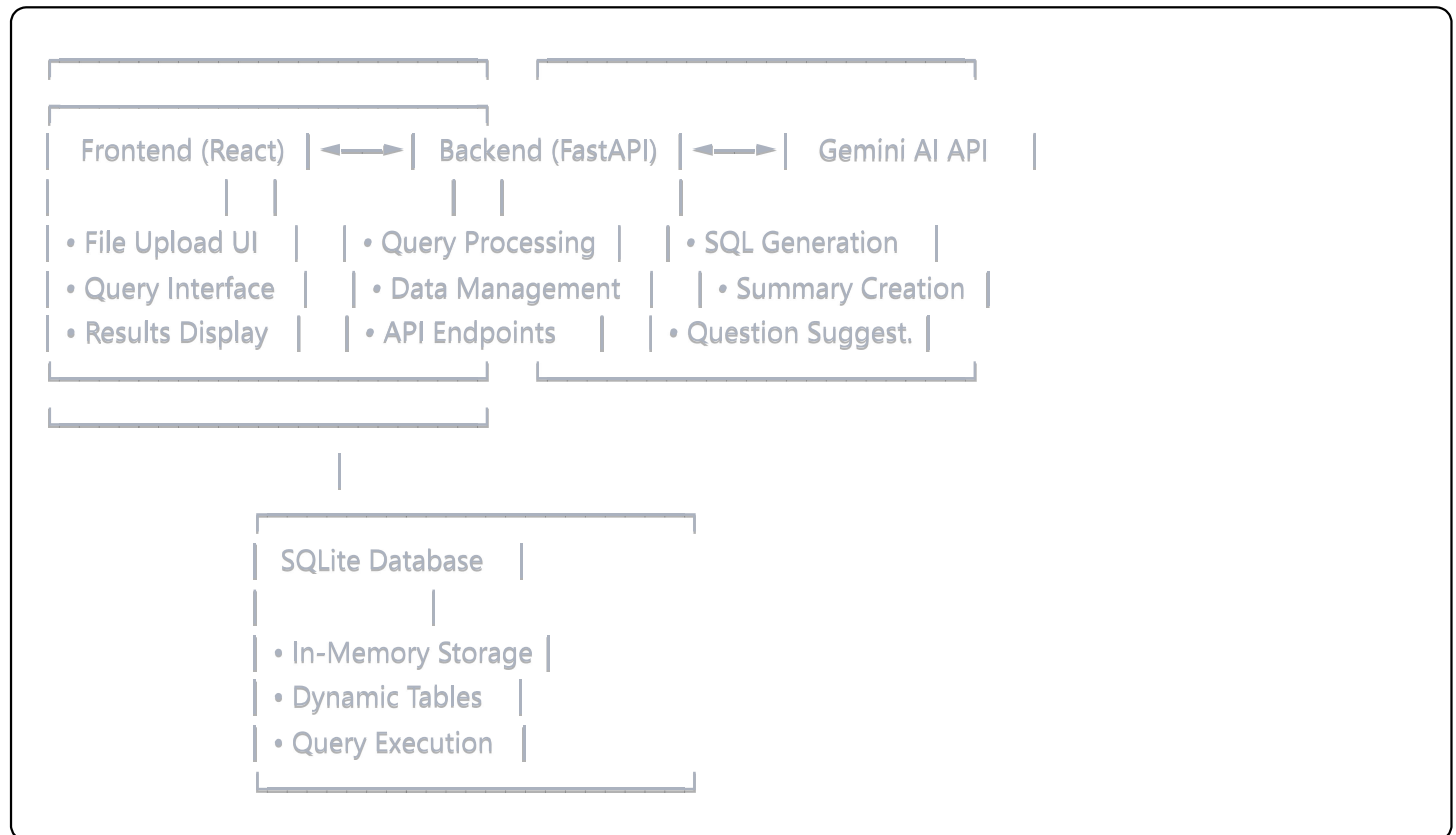 Frontend (React) Backend (FastAPI) Gemini AI API
• File Upload UI • Query Processing • SQL Generation
• Query Interface • Data Management • Summary Creation
• Results Display • API Endpoints • Question Suggest.
SQLite Database
• In-Memory Storage
• Dynamic Tables
• Query Execution